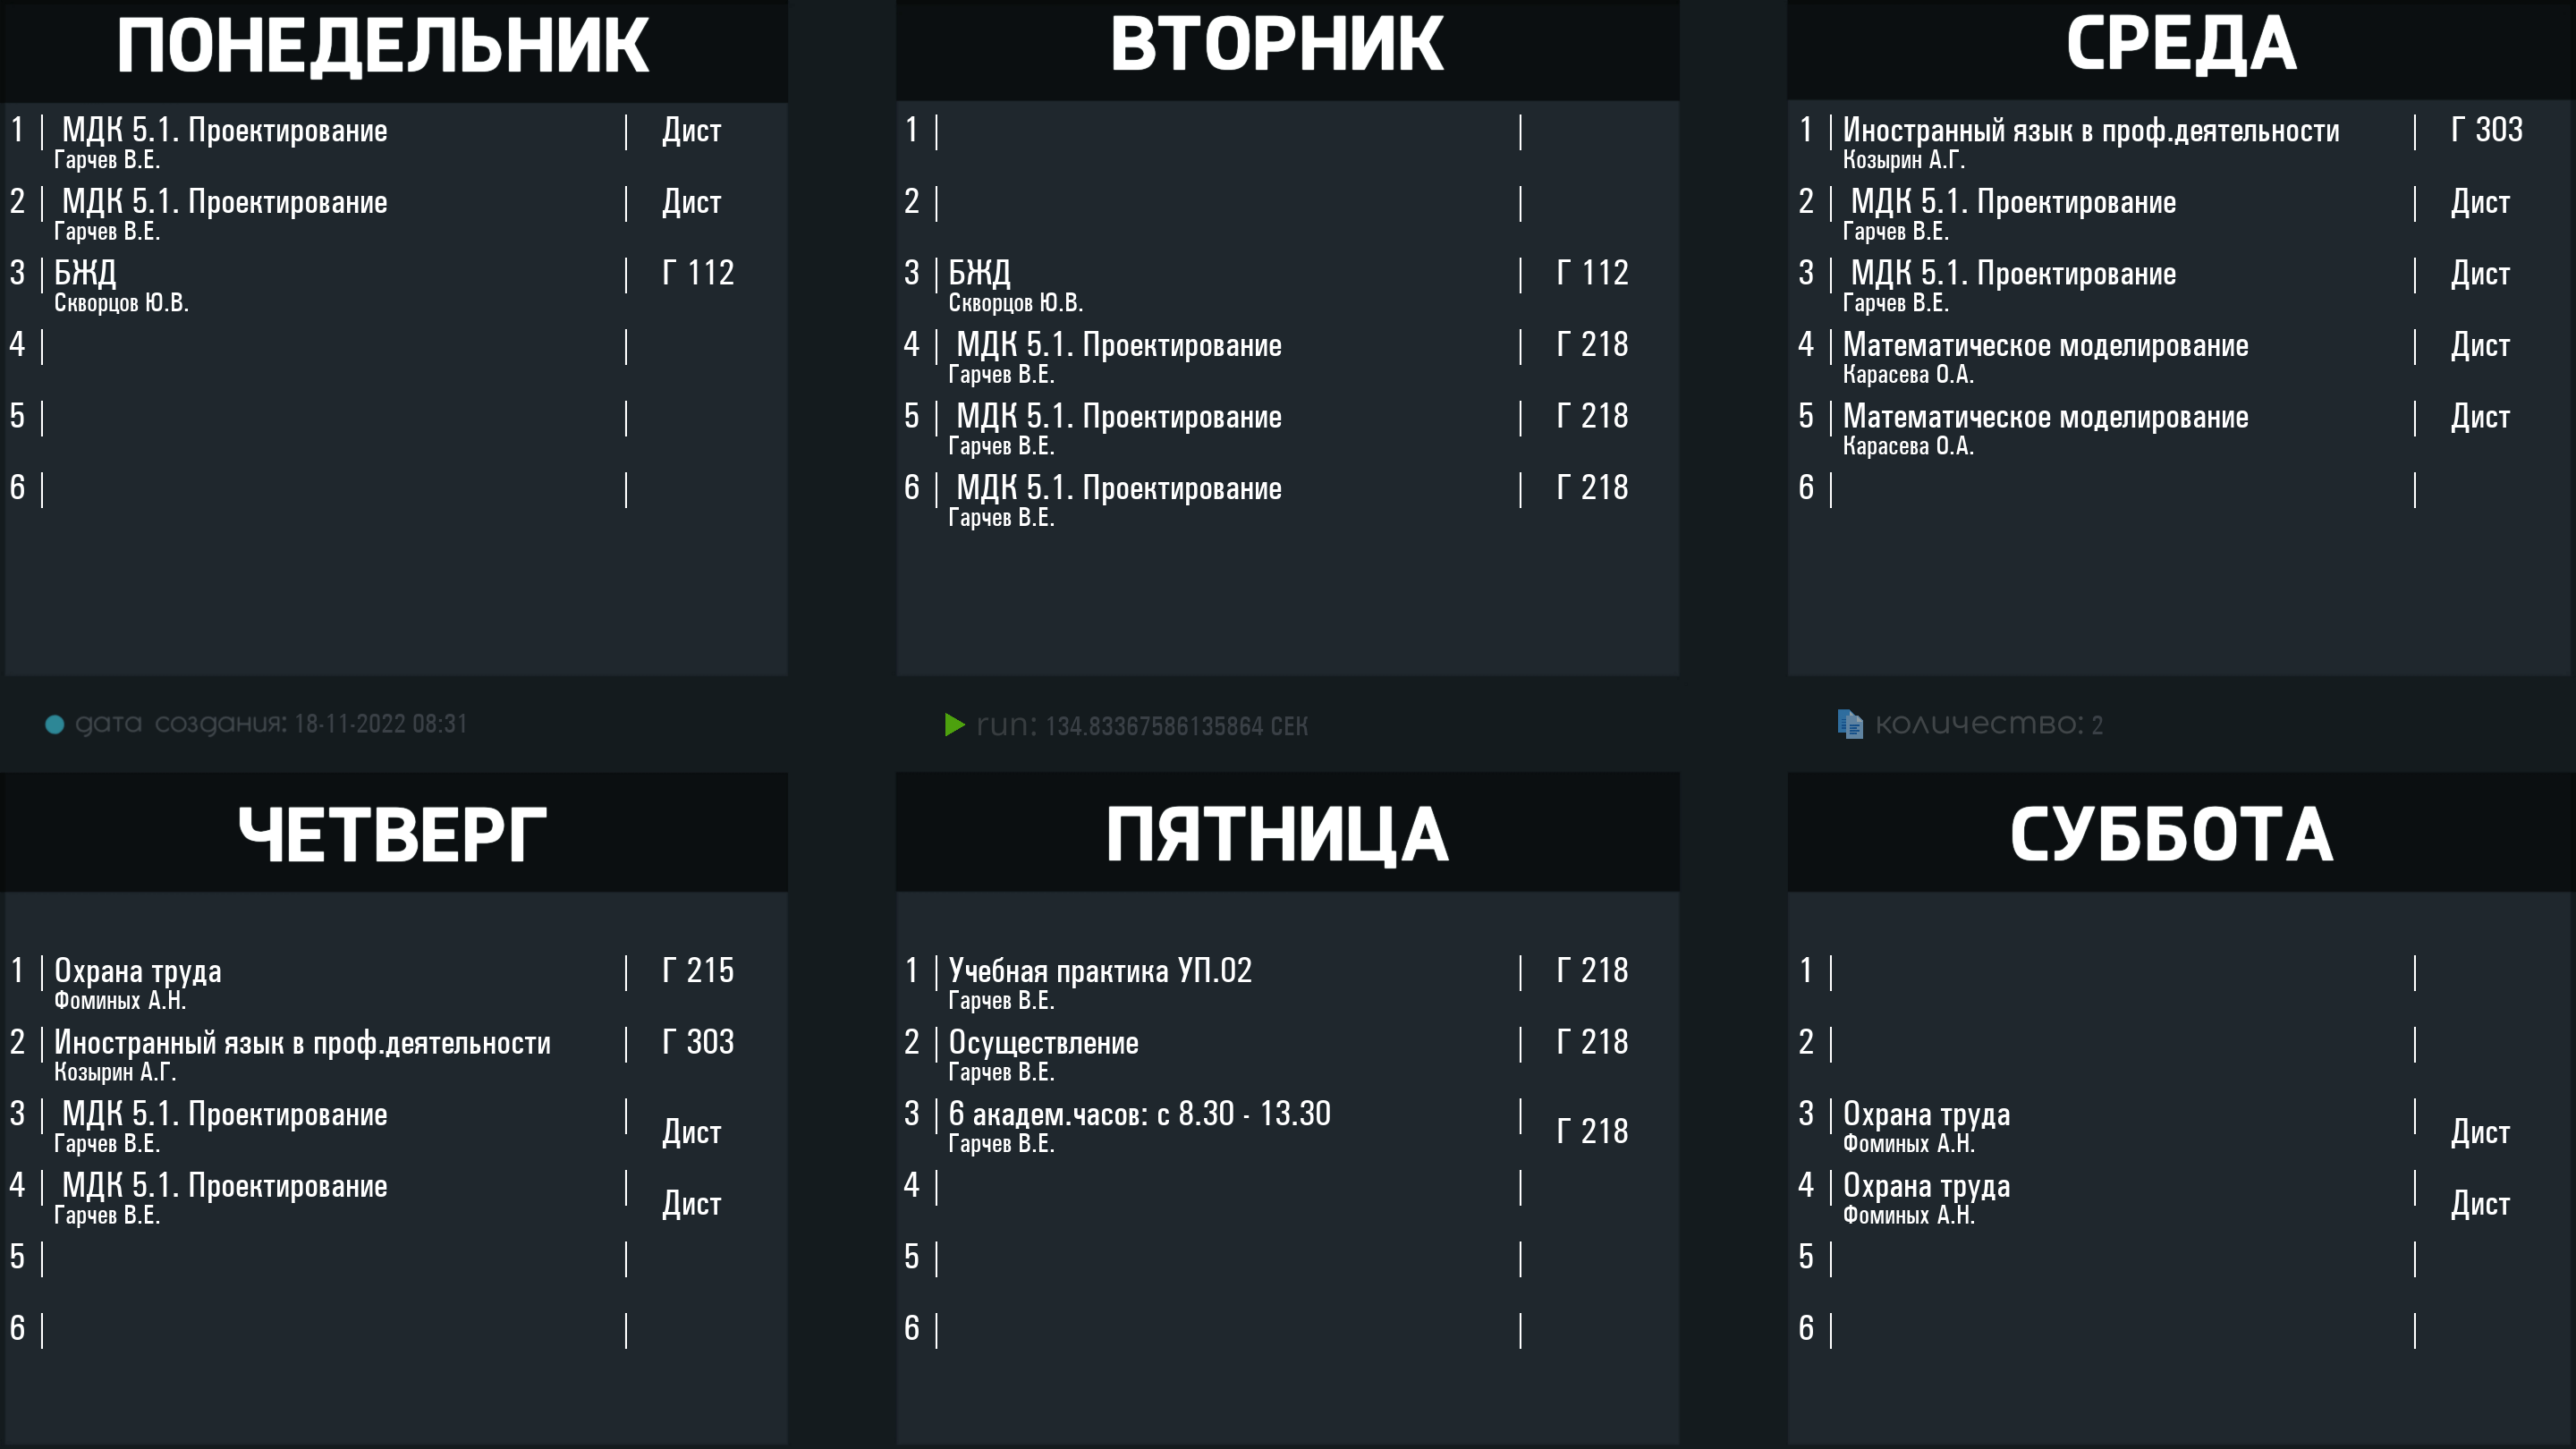 ПОНЕДЕЛЬНИК
1 | МДК 5.1. Проектирование | Дист
Гарчев В.Е.
2 | МДК 5.1. Проектирование | Дист
Гарчев В.Е.
3 | БЖД | Г 112
Скворцов Ю.В.
4 | |
5 | |
6 | |
ВТОРНИК
1 | |
2 | |
3 | БЖД | Г 112
Скворцов Ю.В.
4 | МДК 5.1. Проектирование | Г 218
Гарчев В.Е.
5 | МДК 5.1. Проектирование | Г 218
Гарчев В.Е.
6 | МДК 5.1. Проектирование | Г 218
Гарчев В.Е.
СРЕДА
1 | Иностранный язык в проф.деятельности | Г 303
Козырин А.Г.
2 | МДК 5.1. Проектирование | Дист
Гарчев В.Е.
3 | МДК 5.1. Проектирование | Дист
Гарчев В.Е.
4 | Математическое моделирование | Дист
Карасева О.А.
5 | Математическое моделирование | Дист
Карасева О.А.
6 | |
дата создания: 18-11-2022 08:31
run: 134.83367586135864 СЕК
количество: 2
ЧЕТВЕРГ
1 | Охрана труда | Г 215
Фоминых А.Н.
2 | Иностранный язык в проф.деятельности | Г 303
Козырин А.Г.
3 | МДК 5.1. Проектирование | Дист
Гарчев В.Е.
4 | МДК 5.1. Проектирование | Дист
Гарчев В.Е.
5 | |
6 | |
ПЯТНИЦА
1 | Учебная практика УП.02 | Г 218
Гарчев В.Е.
2 | Осуществление | Г 218
Гарчев В.Е.
3 | 6 академ.часов: с 8.30 - 13.30 | Г 218
Гарчев В.Е.
4 | |
5 | |
6 | |
СУББОТА
1 | |
2 | |
3 | Охрана труда | Дист
Фоминых А.Н.
4 | Охрана труда | Дист
Фоминых А.Н.
5 | |
6 | |